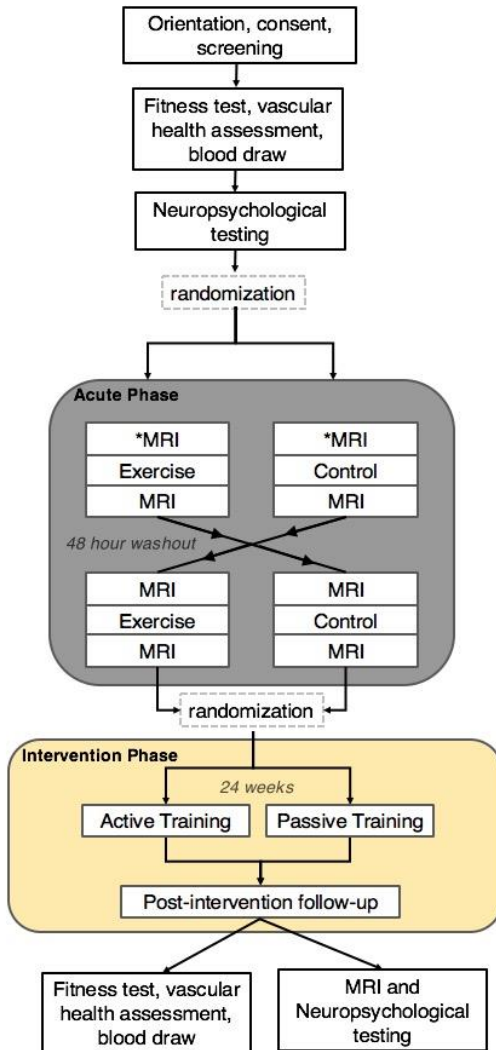 Orientation, consent,
screening
Fitness test, vascular
health assessment,
blood draw
Neuropsychological
testing
randomization
Acute Phase
*MRI
Exercise
MRI
*MRI
Control
MRI
48 hour washout
MRI
Exercise
MRI
MRI
Control
MRI
randomization
Intervention Phase
24 weeks
Active Training
Passive Training
Post-intervention follow-up
Fitness test, vascular
health assessment,
blood draw
MRI and
Neuropsychological
testing